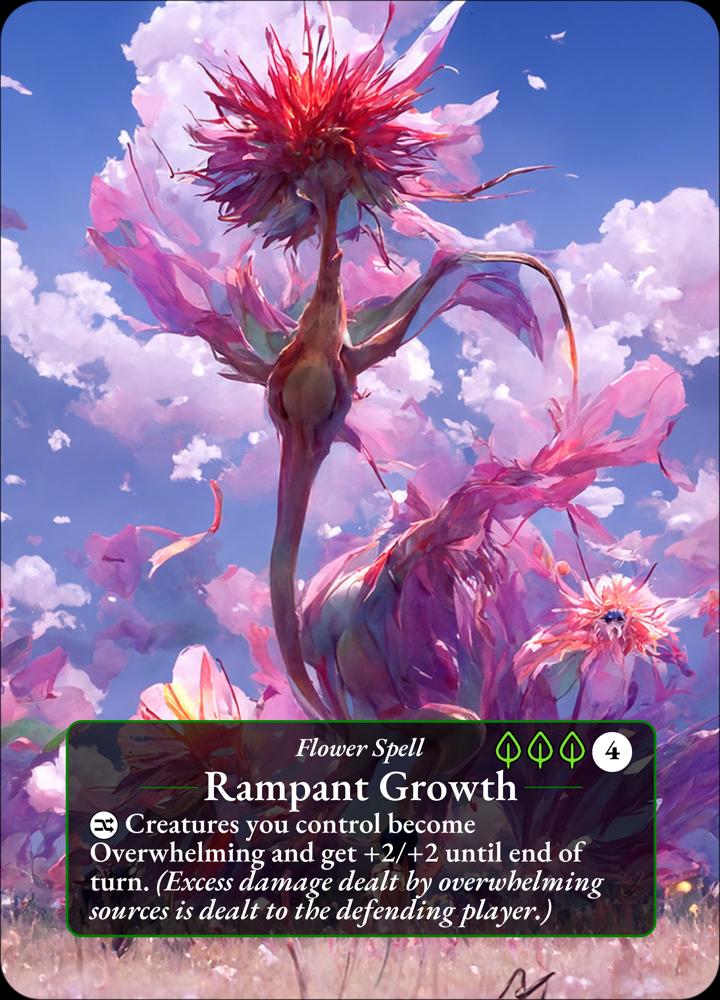 Flower Spell
4
Rampant Growth
Creatures you control become
Overwhelming and get +2/+2 until end of
turn. (Excess damage dealt by overwhelming
sources is dealt to the defending player.)